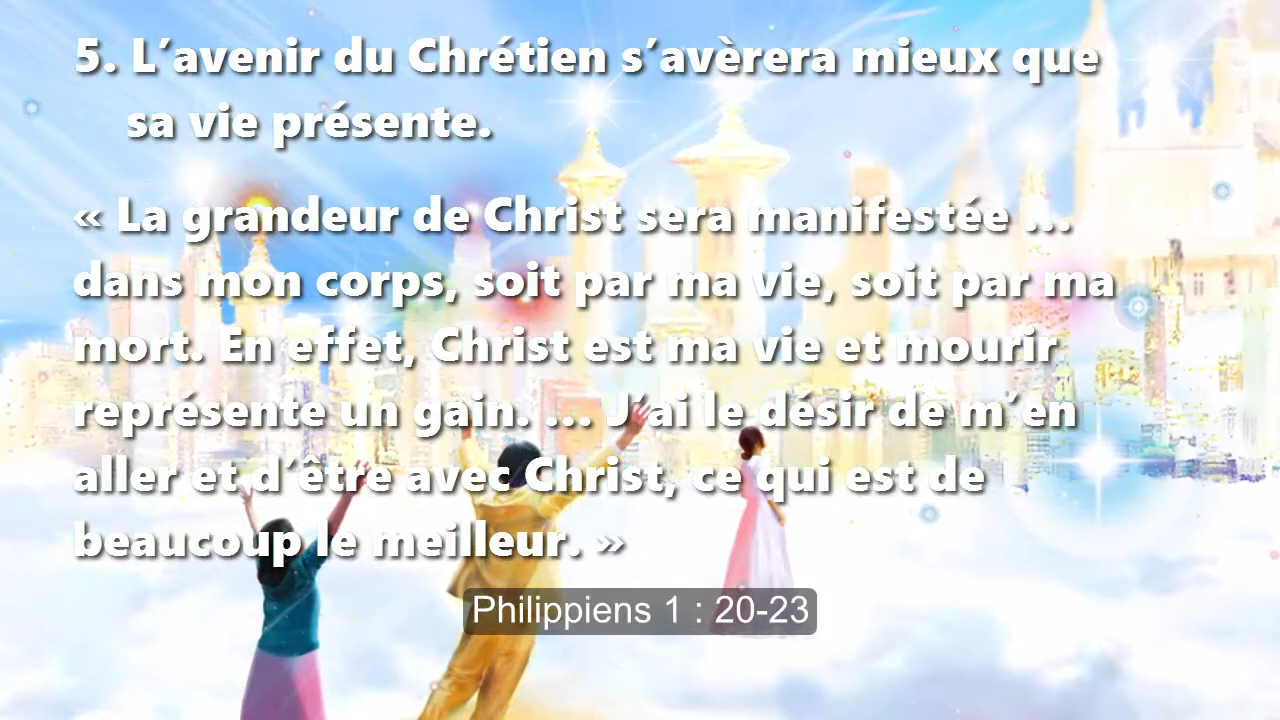 5. L’avenir du Chrétien s’avèrera mieux que
sa vie présente.
« La grandeur de Christ sera manifestée ...
dans mon corps, soit par ma vie, soit par ma
mort. En effet, Christ est ma vie et mourir
représente un gain. ... J’ai le désir de m’en
aller et d’être avec Christ, ce qui est de
beaucoup le meilleur. »
Philippiens 1 : 20-23